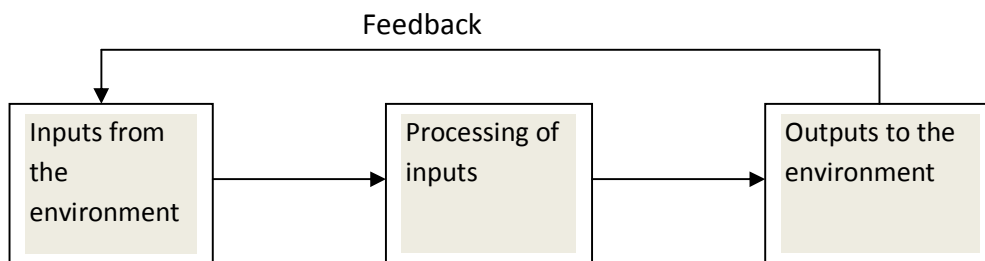 Feedback
Inputs from
the
environment
Processing of
inputs
Outputs to the
environment